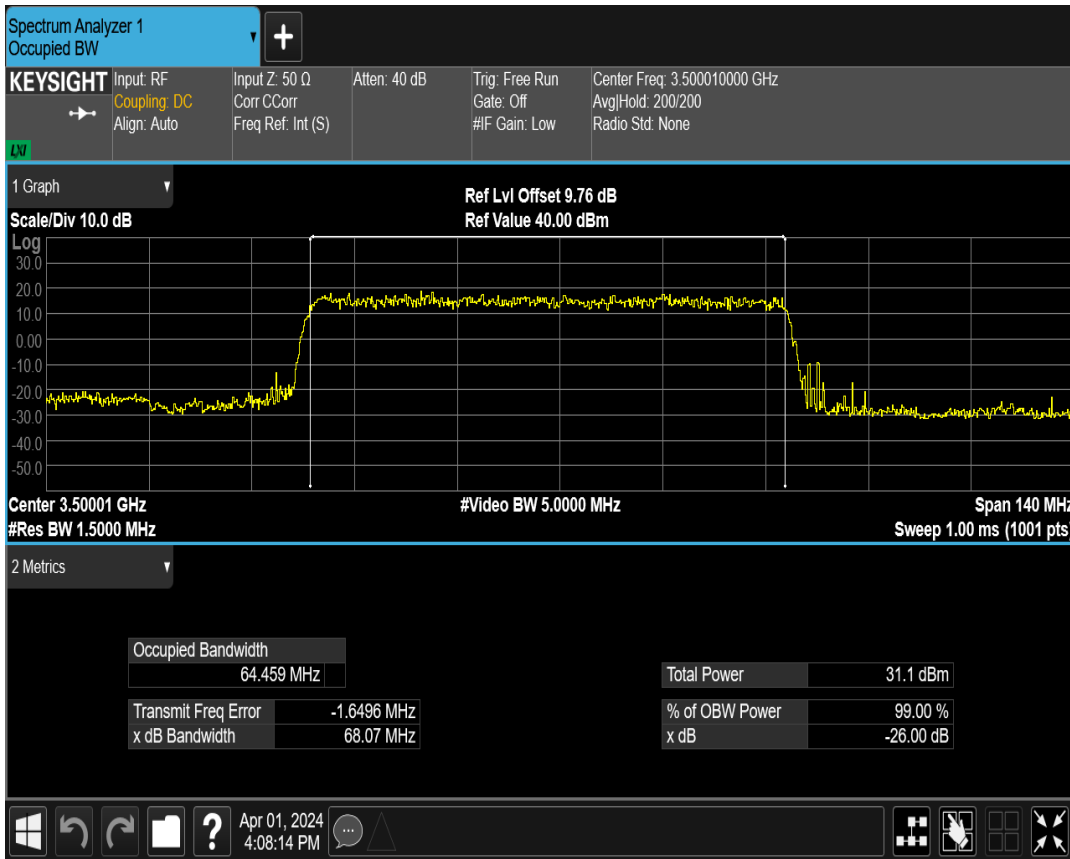 Spectrum Analyzer 1
Occupied BW
+
KEYSIGHT
LXI
Input: RF
Coupling: DC
Align: Auto
Input Z: 50 Ω
Corr CCorr
Freq Ref: Int (S)
Atten: 40 dB
Trig: Free Run
Gate: Off
#IF Gain: Low
Center Freq: 3.500010000 GHz
Avg|Hold: 200/200
Radio Std: None
1 Graph
Ref Lvl Offset 9.76 dB
Scale/Div 10.0 dB
Ref Value 40.00 dBm
Log
30.0
20.0
10.0
0.00
-10.0
-20.0
-30.0
-40.0
-50.0
Center 3.50001 GHz
#Video BW 5.0000 MHz
Span 140 MHz
#Res BW 1.5000 MHz
Sweep 1.00 ms (1001 pts)
2 Metrics
Occupied Bandwidth
64.459 MHz
Total Power 31.1 dBm
Transmit Freq Error -1.6496 MHz
% of OBW Power 99.00 %
x dB Bandwidth 68.07 MHz
x dB -26.00 dB
?
Apr 01, 2024
4:08:14 PM